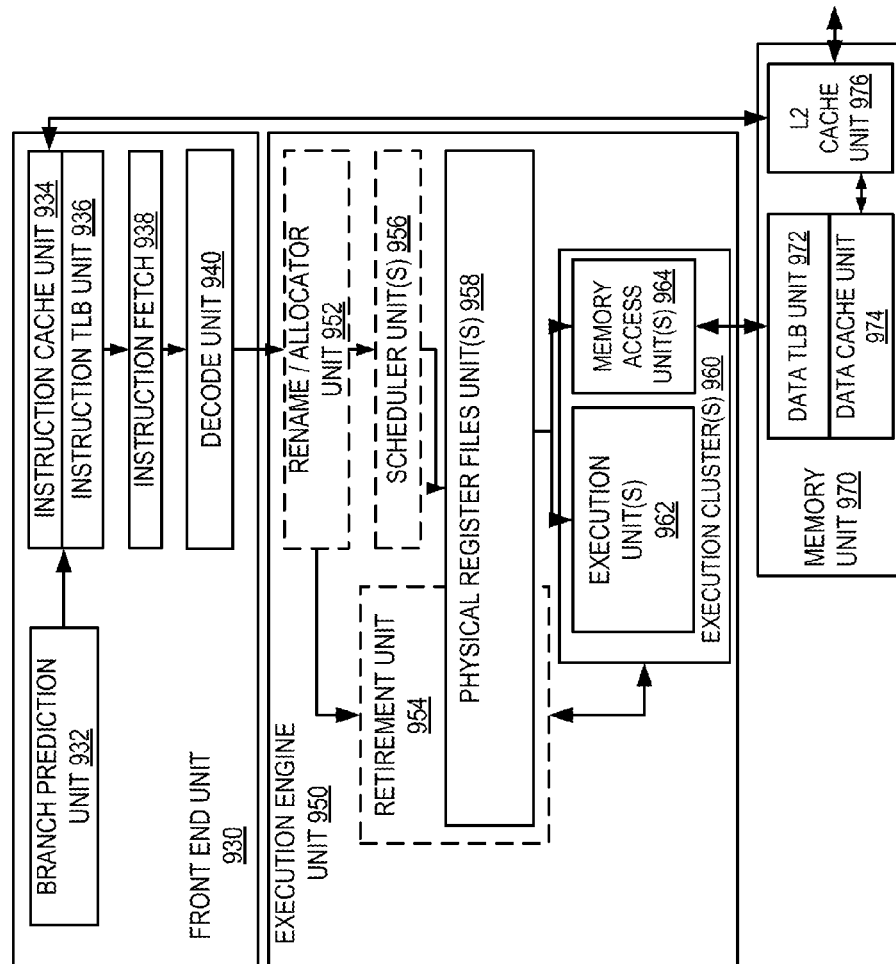 BRANCH PREDICTION
UNIT 932
INSTRUCTION CACHE UNIT 934
INSTRUCTION TLB UNIT 936
INSTRUCTION FETCH 938
DECODE UNIT 940
FRONT END UNIT
930
EXECUTION ENGINE
UNIT 950
RENAME / ALLOCATOR
UNIT 952
SCHEDULER UNIT(S) 956
RETIREMENT UNIT
954
PHYSICAL REGISTER FILES UNIT(S) 958
EXECUTION
UNIT(S)
962
MEMORY
ACCESS
UNIT(S) 964
EXECUTION CLUSTER(S) 960
MEMORY
UNIT 970
DATA TLB UNIT 972
DATA CACHE UNIT
974
L2
CACHE
UNIT 976